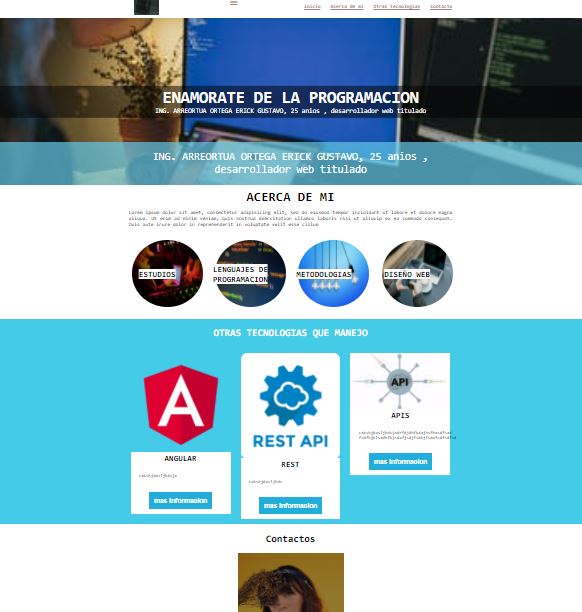 Inicio Acerca de mi Otras Tecnologias Contacto
ENAMORATE DE LA PROGRAMACION
ING. ARREORTUA ORTEGA ERICK GUSTAVO, 25 anios , desarrollador web titulado
ING. ARREORTUA ORTEGA ERICK GUSTAVO, 25 anios ,
desarrollador web titulado
ACERCA DE MI
Lorem ipsum dolor sit amet, consectetur adipisicing elit, sed do eiusmod tempor incididunt ut labore et dolore magna
aliqua. Ut enim ad minim veniam, quis nostrud exercitation ullamco laboris nisi ut aliquip ex ea commodo consequat.
Duis aute irure dolor in reprehenderit in voluptate velit esse cillum
ESTUDIOS
LENGUAJES DE
PROGRAMACION
METODOLOGIAS
DISEÑO WEB
OTRAS TECNOLOGIAS QUE MANEJO
REST API
API
APIS
ANGULAR
REST
mas informacion
mas informacion
mas informacion
Contactos